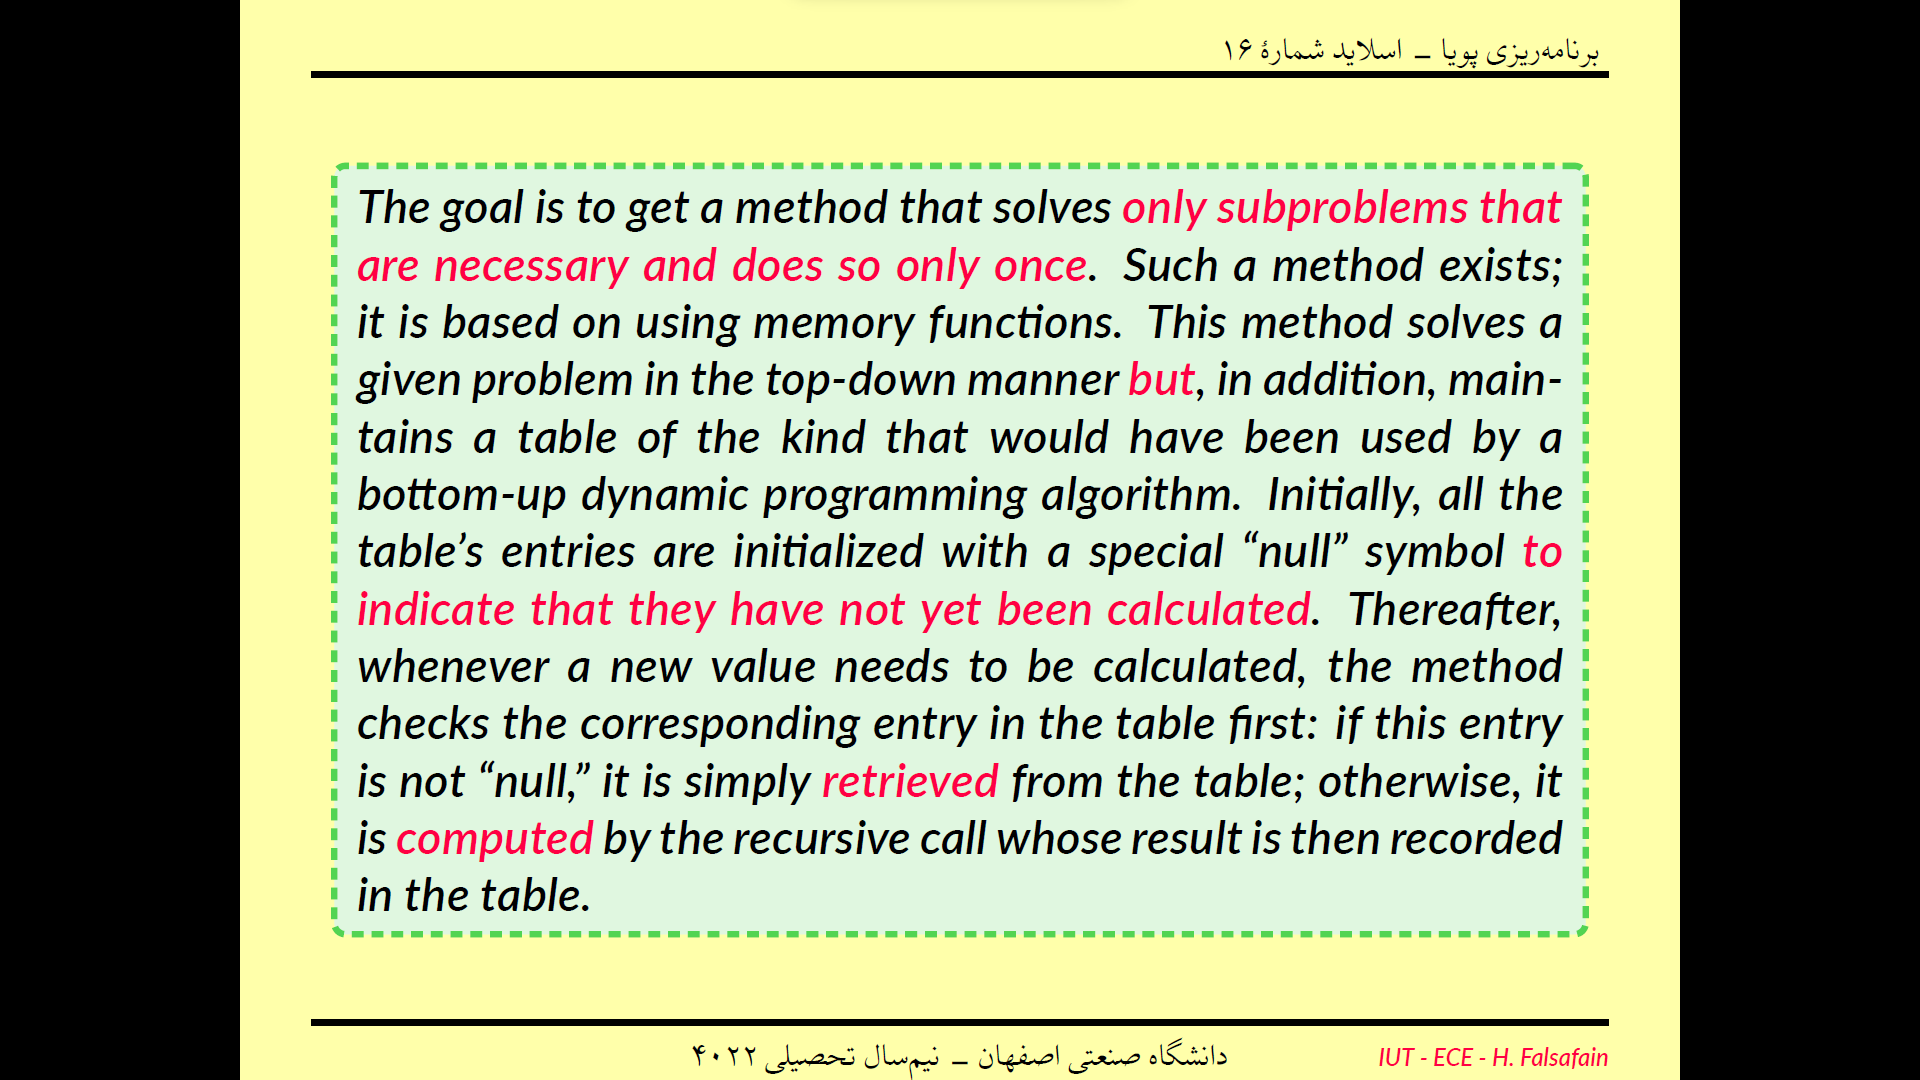 برنامه‌ریزی پویا – اسلاید شمارهٔ ۱۶
The goal is to get a method that solves only subproblems that
are necessary and does so only once. Such a method exists;
it is based on using memory functions. This method solves a
given problem in the top-down manner but, in addition, main-
tains a table of the kind that would have been used by a
bottom-up dynamic programming algorithm. Initially, all the
table’s entries are initialized with a special “null” symbol to
indicate that they have not yet been calculated. Thereafter,
whenever a new value needs to be calculated, the method
checks the corresponding entry in the table first: if this entry
is not “null,” it is simply retrieved from the table; otherwise, it
is computed by the recursive call whose result is then recorded
in the table.
دانشگاه صنعتی اصفهان – نیم‌سال تحصیلی ۴۰۲۲
IUT - ECE - H. Falsafain